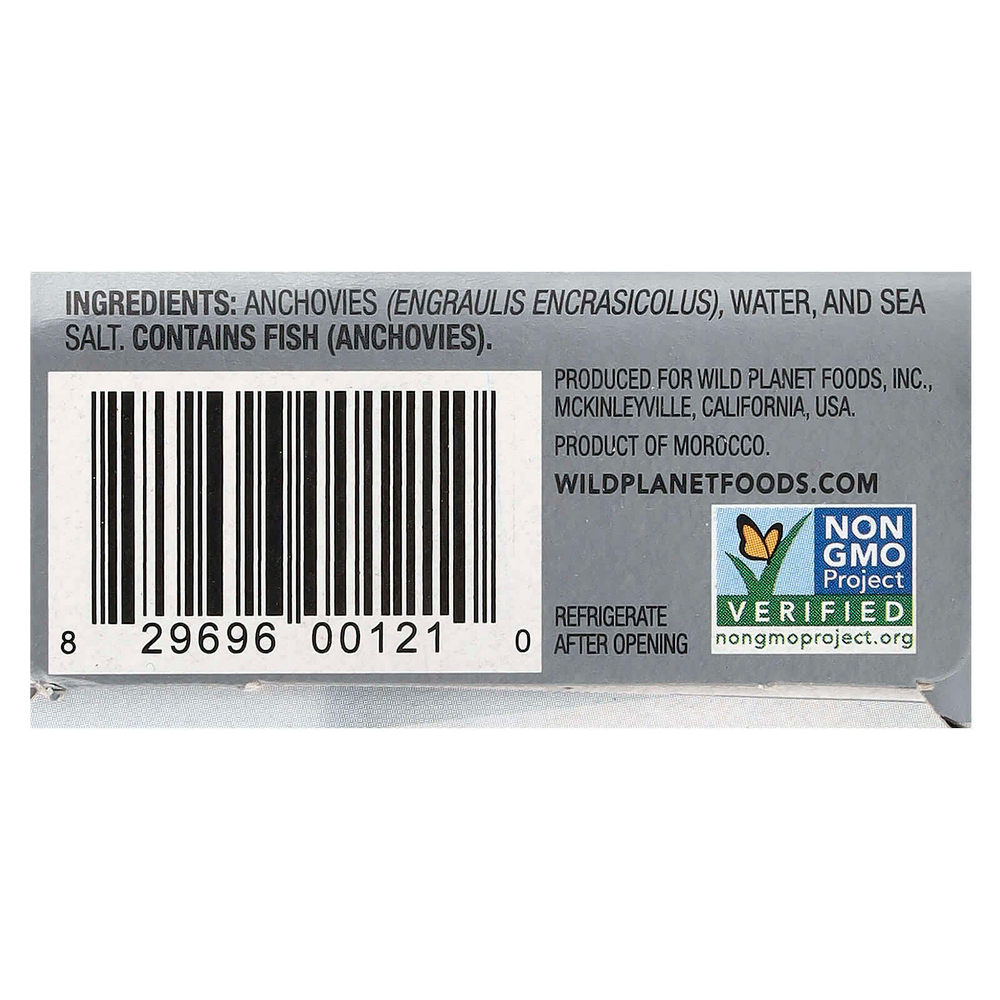 INGREDIENTS: ANCHOVIES (ENGRAULIS ENCRASICOLUS), WATER, AND SEA
SALT. CONTAINS FISH (ANCHOVIES).
PRODUCED FOR WILD PLANET FOODS, INC.,
MCKINLEYVILLE, CALIFORNIA, USA.
PRODUCT OF MOROCCO.
WILDPLANETFOODS.COM
NON
GMO
Project
VERIFIED
nongmoproject.org
REFRIGERATE
AFTER OPENING
8 29696 00121 0